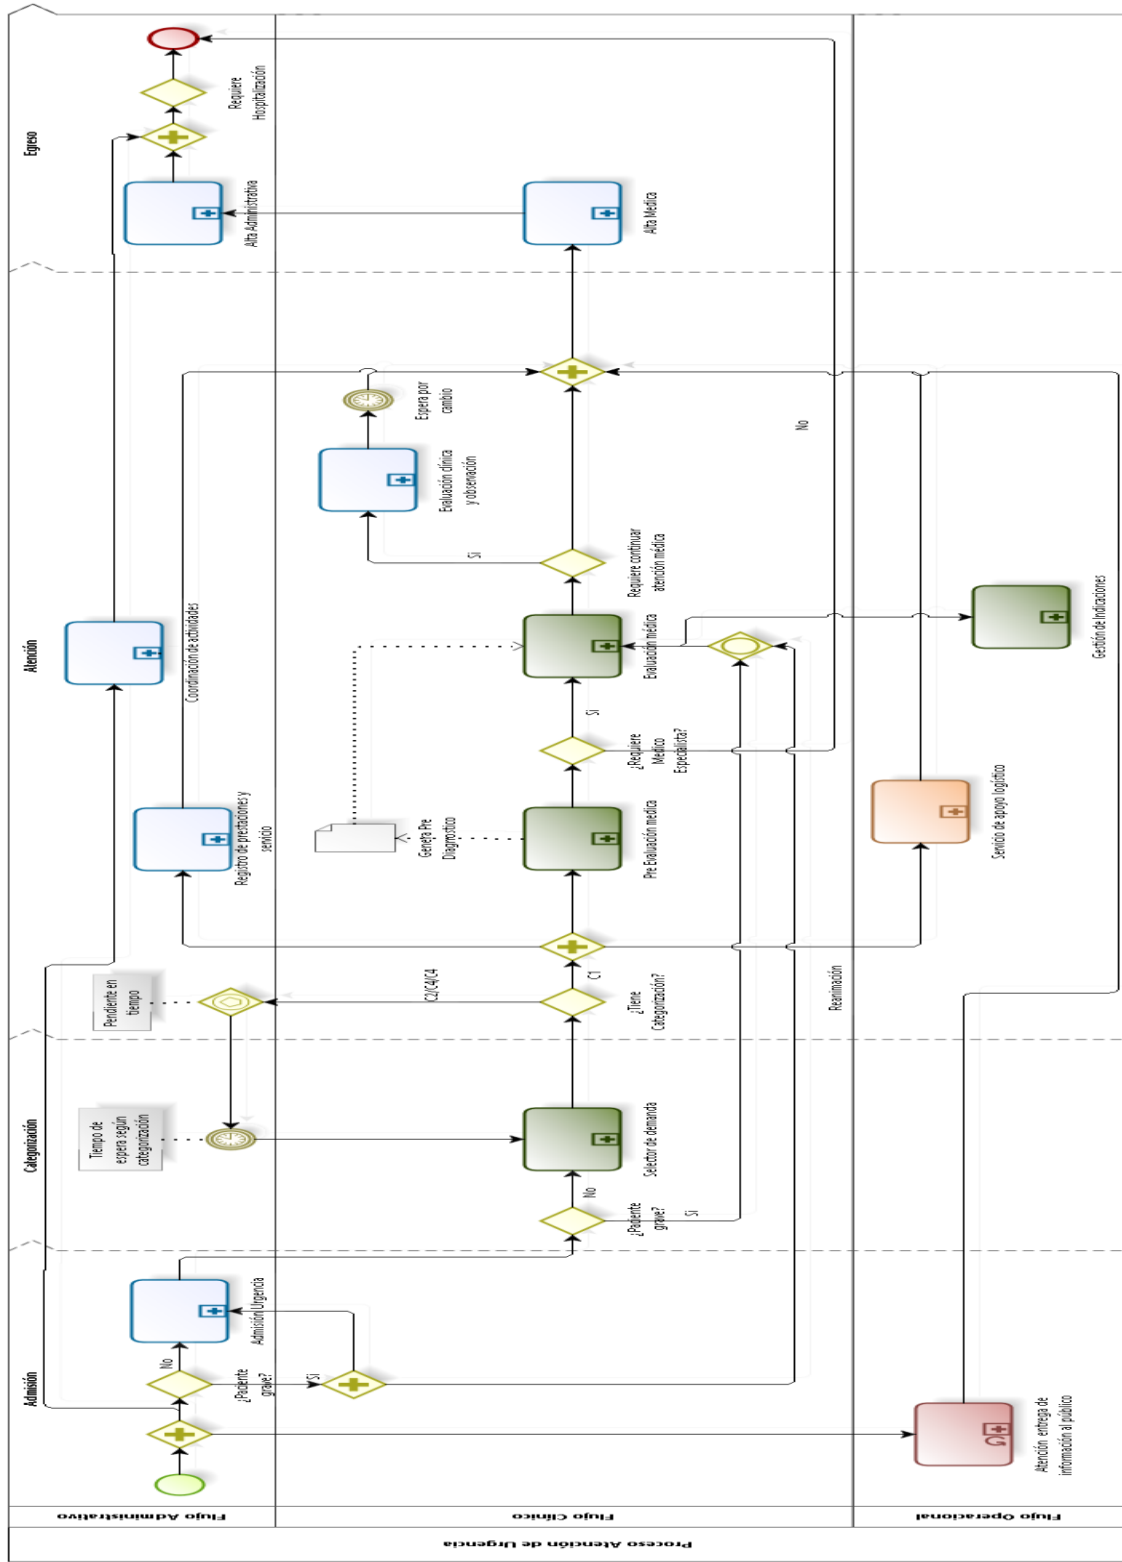 Proceso Atención de Urgencia
Flujo Administrativo
Flujo Clínico
Flujo Operacional
Admisión
Categorización
Atención
Egreso
¿Paciente
grave?
No
Si
Admisión Urgencia
Atención entrega de
información al público
¿Paciente
grave?
No
Si
Tiempo de
espera según
categorización
Selector de demanda
Pendiente en
tiempo
C2/C4/C4
¿Tiene
Categorización?
C1
Reanimación
Registro de prestaciones y
servicio
Genera Pre
Diagnostico
Pre Evaluación medica
Servicio de apoyo logístico
¿Requiere
Medico
Especialista?
Si
No
Coordinación de actividades
Evaluación médica
Gestión de Indicaciones
Requiere continuar
atención médica
Si
Evaluación clínica
y observación
Espera por
cambio
Alta Administrativa
Alta Medica
Requiere
Hospitalización